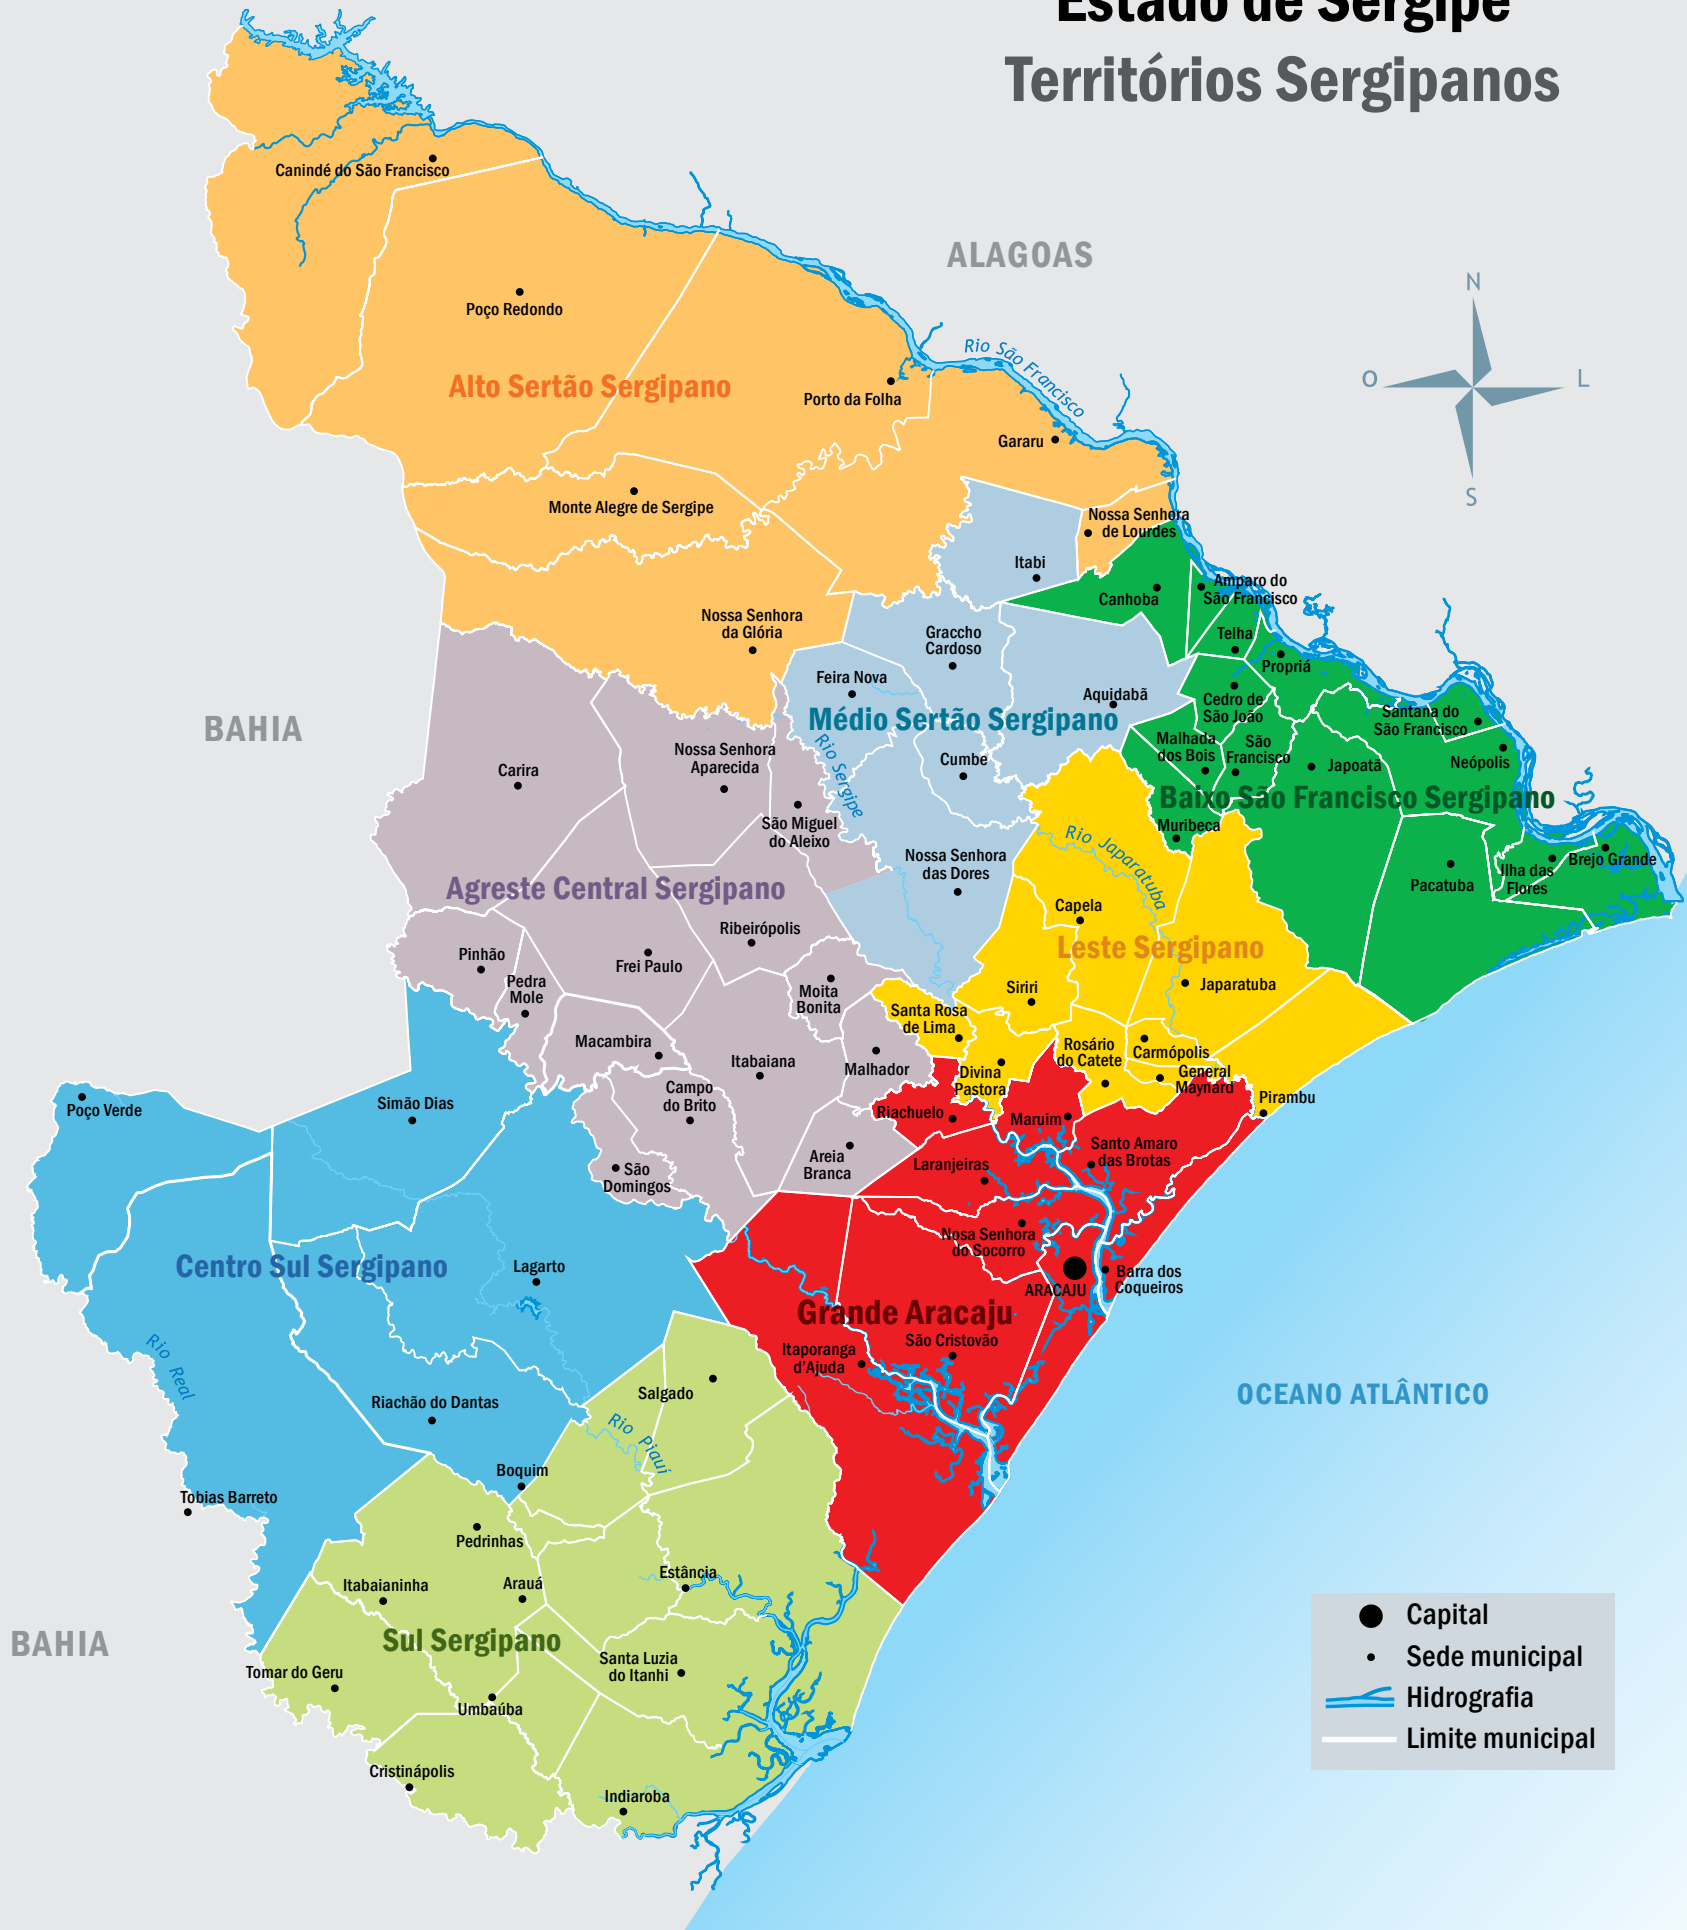 Estado de Sergipe
Territórios Sergipanos
Canindé do São Francisco
ALAGOAS
N
O
L
S
Poço Redondo
Rio São Francisco
Alto Sertão Sergipano
Porto da Folha
Gararu
Monte Alegre de Sergipe
Nossa Senhora
de Lourdes
Itabi
Amparo do
São Francisco
Canhoba
Nossa Senhora
da Glória
Graccho
Cardoso
Telha
Propriá
Feira Nova
Aquidabã
Cedro de
São João
Santana do
São Francisco
BAHIA
Médio Sertão Sergipano
Rio Sergipe
Nossa Senhora
Aparecida
Malhada
dos Bois
São
Francisco
Japoatã
Neópolis
Carira
Cumbe
Baixo São Francisco Sergipano
São Miguel
do Aleixo
Muribeca
Rio Japaratuba
Nossa Senhora
das Dores
Brejo Grande
Ilha das
Flores
Pacatuba
Agreste Central Sergipano
Capela
Ribeirópolis
Leste Sergipano
Pinhão
Frei Paulo
Pedra
Mole
Moita
Bonita
Siriri
Japaratuba
Santa Rosa
de Lima
Macambira
Itabaiana
Malhador
Rosário
do Catete
Carmópolis
General
Maynard
Divina
Pastora
Campo
do Brito
Pirambu
Poço Verde
Simão Dias
Riachuelo
Maruim
Santo Amaro
das Brotas
São
Domingos
Areia
Branca
Laranjeiras
Nosa Senhora
do Socorro
Centro Sul Sergipano
Lagarto
ARACAJU
Barra dos
Coqueiros
Grande Aracaju
São Cristovão
Itaporanga
d'Ajuda
Rio Real
Salgado
OCEANO ATLÂNTICO
Riachão do Dantas
Rio Piauí
Boquim
Tobias Barreto
Pedrinhas
Estância
Itabaianinha
Arauá
Sul Sergipano
BAHIA
Santa Luzia
do Itanhi
Tomar do Geru
Umbaúba
Cristinápolis
Indiaroba
Capital
Sede municipal
Hidrografia
Limite municipal